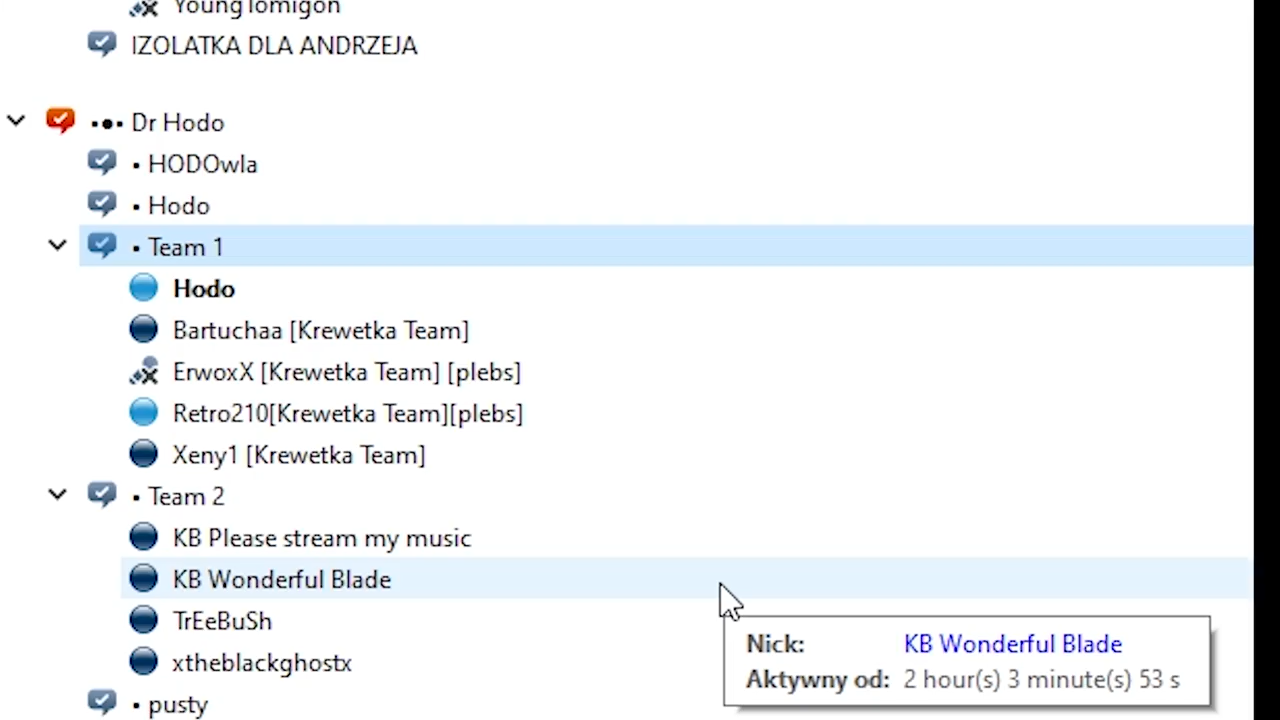 YoungTomigon
IZOLATKA DLA ANDRZEJA
•●• Dr Hodo
• HODOwla
• Hodo
• Team 1
Hodo
Bartuchaa [Krewetka Team]
ErwoxX [Krewetka Team] [plebs]
Retro210[Krewetka Team][plebs]
Xeny1 [Krewetka Team]
• Team 2
KB Please stream my music
KB Wonderful Blade
TrEeBuSh
xtheblackghostx
• pusty
Nick: KB Wonderful Blade
Aktywny od: 2 hour(s) 3 minute(s) 53 s